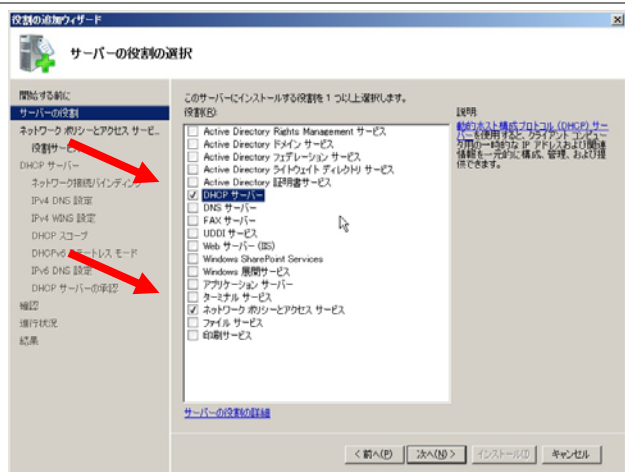 役割の追加ウィザード
サーバーの役割の選択
開始する前に
サーバーの役割
ネットワーク ポリシーとアクセス サービ...
役割サービ
DHCP サーバー
ネットワーク接続バインディング
IPv4 DNS 設定
IPv4 WINS 設定
DHCP スコープ
DHCPv6 ステートレス モード
IPv6 DNS 設定
DHCP サーバーの承認
確認
進行状況
結果
このサーバーにインストールする役割を 1 つ以上選択します。
役割(R):
Active Directory Rights Management サービス
Active Directory ドメイン サービス
Active Directory フェデレーション サービス
Active Directory ライトウェイト ディレクトリ サービス
Active Directory 証明書サービス
DHCP サーバー
DNS サーバー
FAX サーバー
UDDI サービス
Web サーバー (IIS)
Windows SharePoint Services
Windows 展開サービス
アプリケーション サーバー
ターミナル サービス
ネットワーク ポリシーとアクセス サービス
ファイル サービス
印刷サービス
サーバーの役割の詳細
説明:
動的ホスト構成プロトコル (DHCP) サー
バーを使用すると、クライアント コンピュー
タ用の一時的な IP アドレスおよび関連
情報を一元的に構成、管理、および提
供できます。
< 前へ(P)
次へ(N) >
インストール(I)
キャンセル